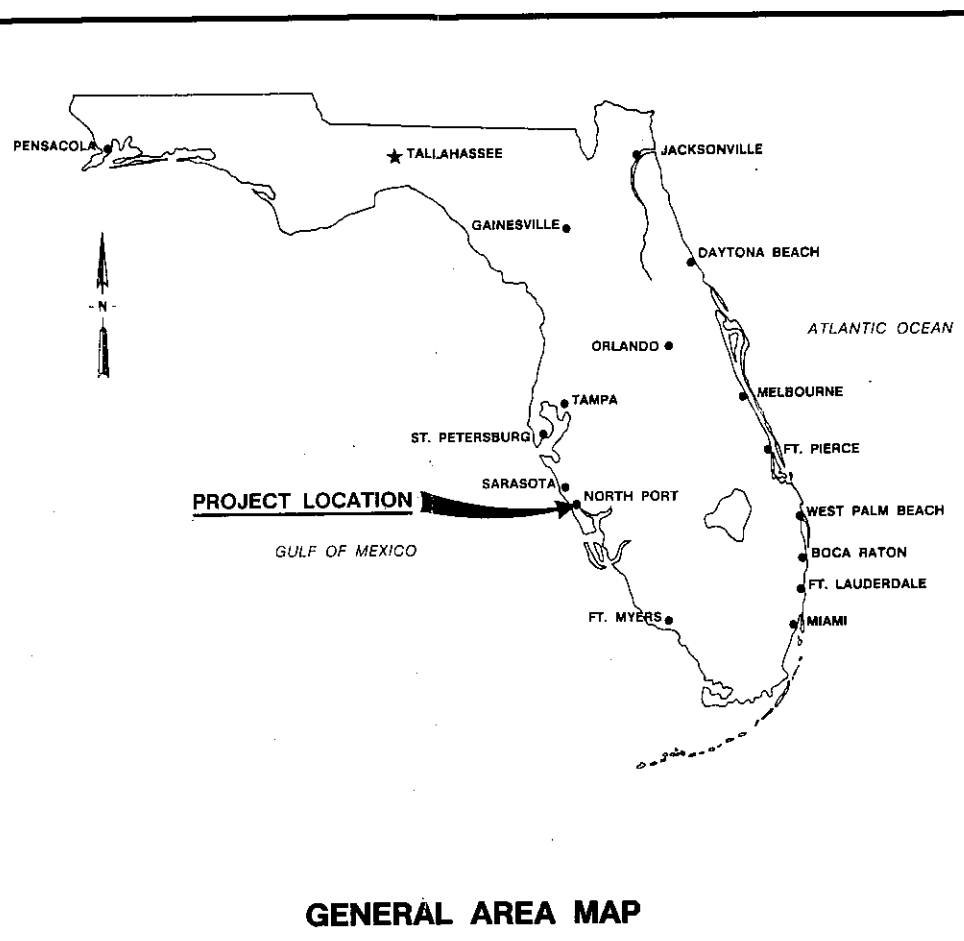 PENSACOLA
TALLAHASSEE
JACKSONVILLE
GAINESVILLE
DAYTONA BEACH
N
ATLANTIC OCEAN
ORLANDO
MELBOURNE
TAMPA
ST. PETERSBURG
FT. PIERCE
SARASOTA
PROJECT LOCATION
NORTH PORT
WEST PALM BEACH
GULF OF MEXICO
BOCA RATON
FT. LAUDERDALE
FT. MYERS
MIAMI
GENERAL AREA MAP